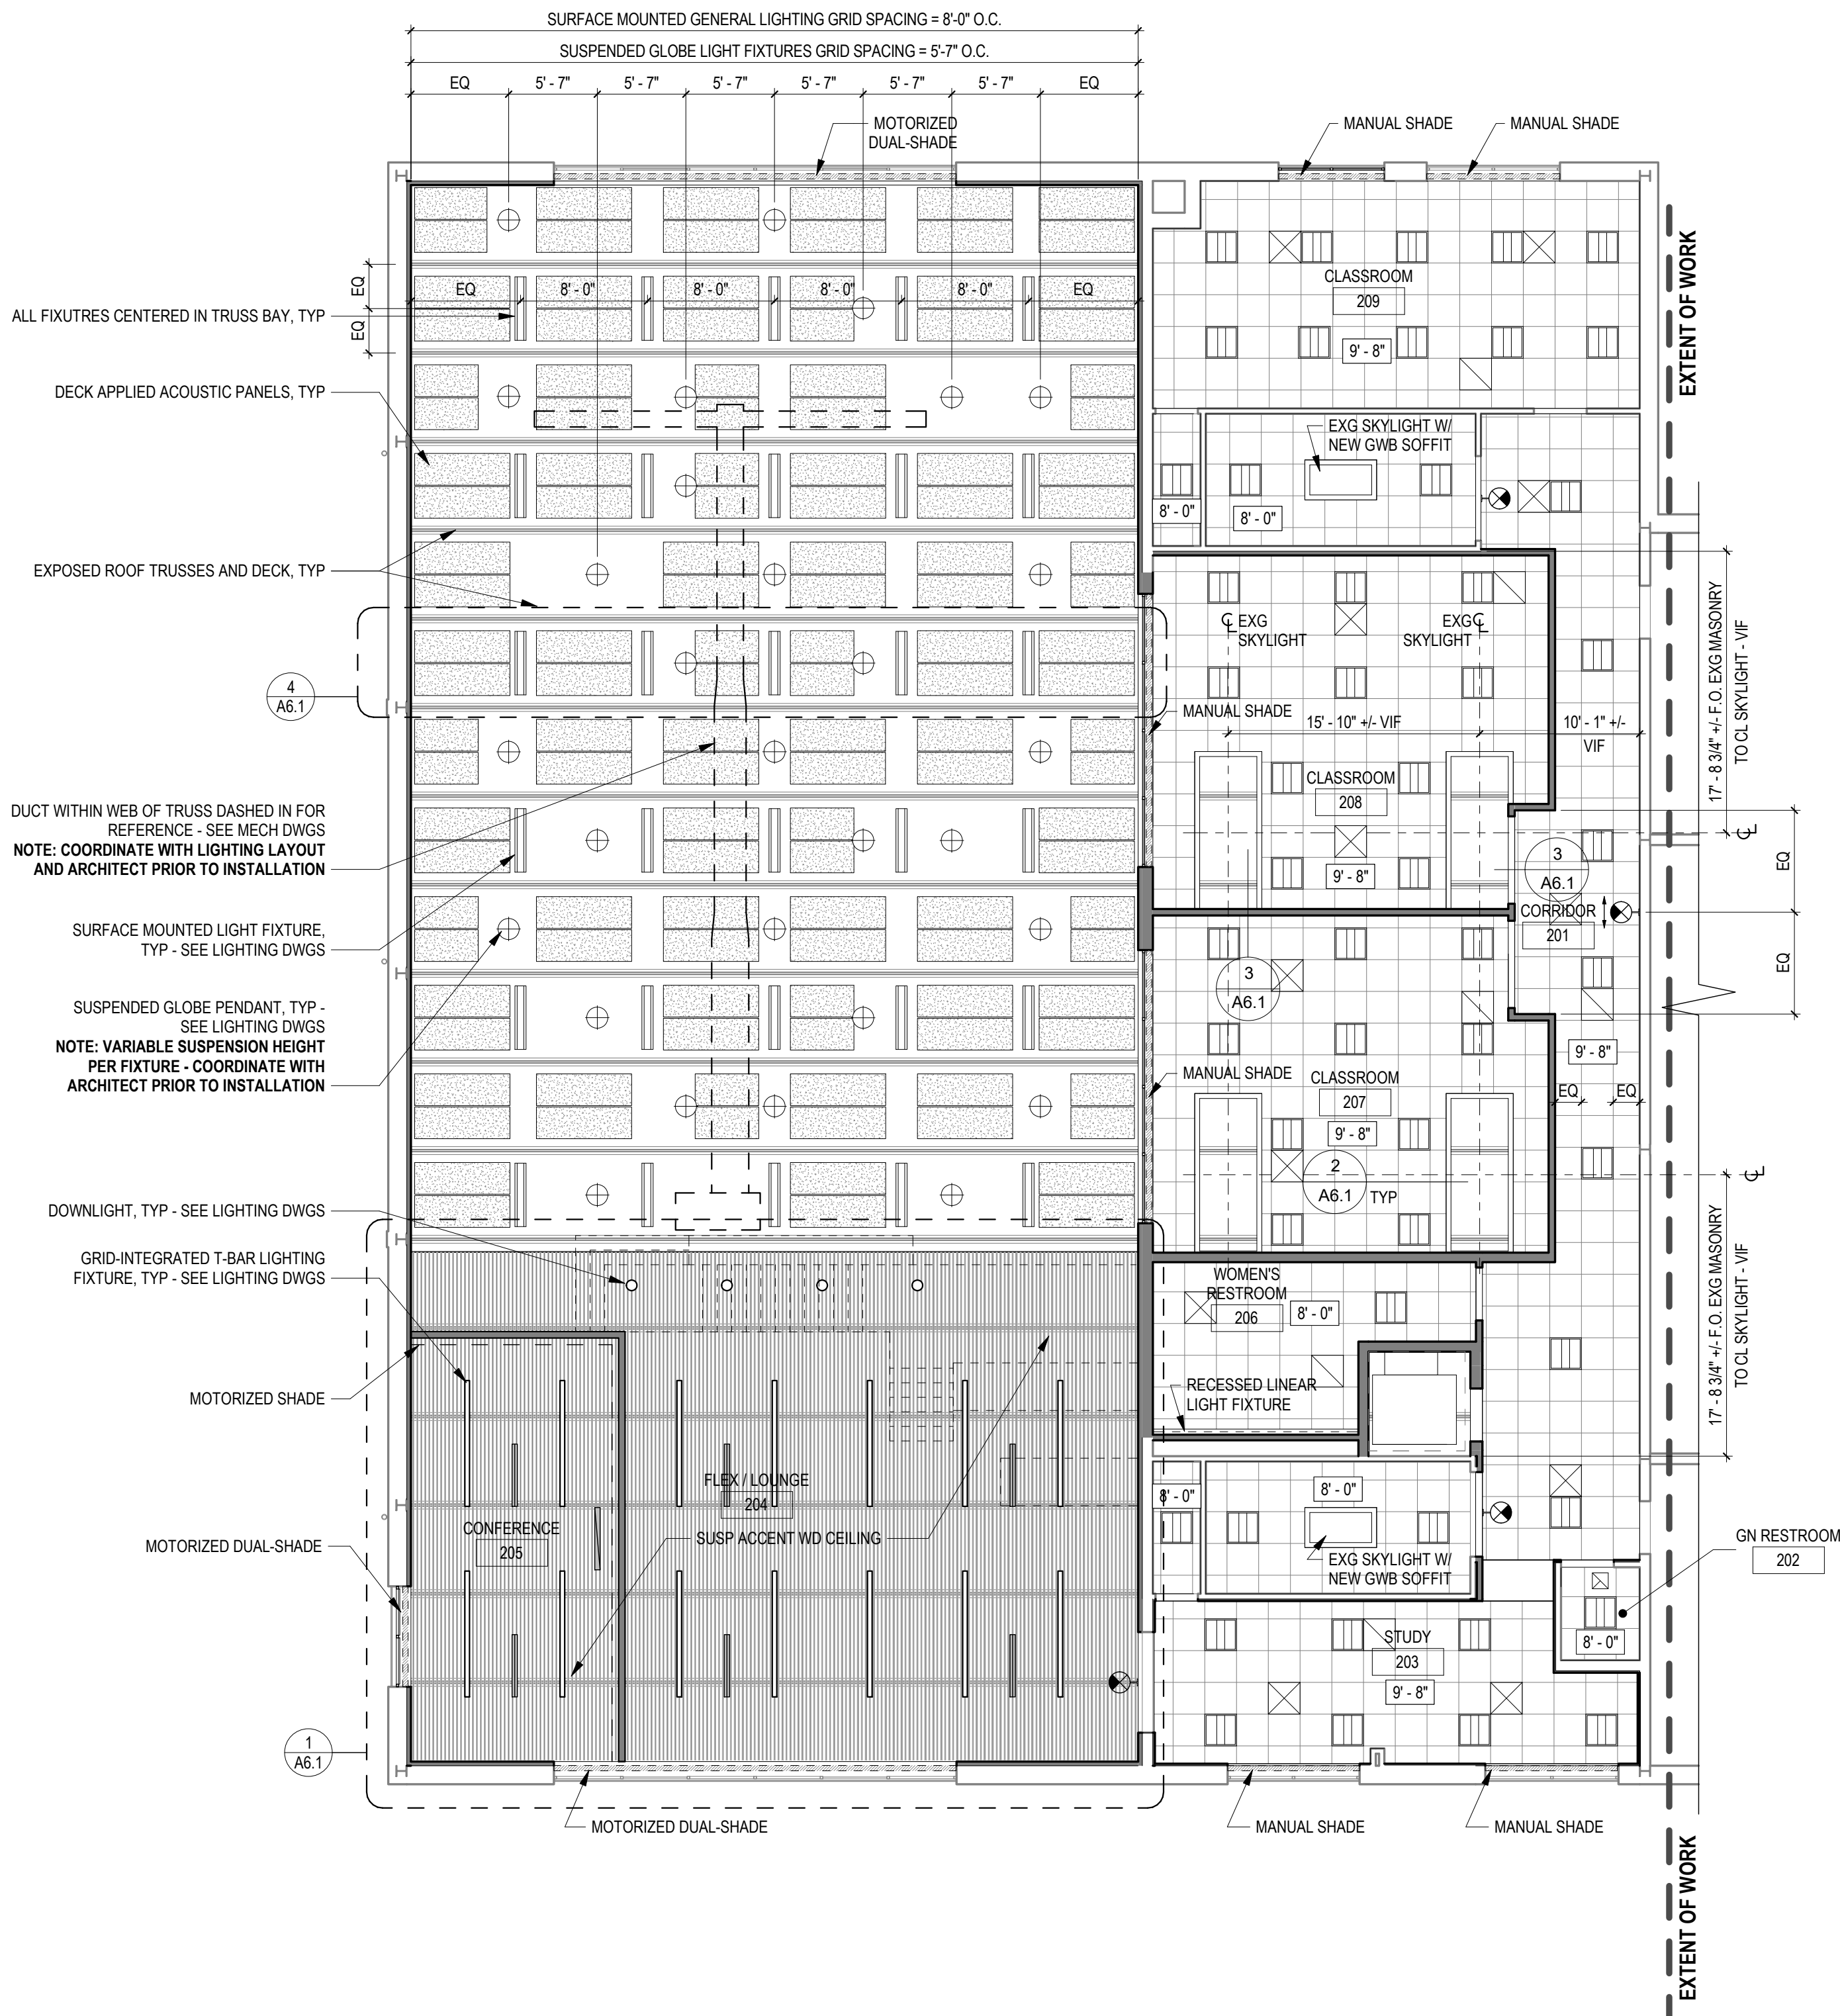 SURFACE MOUNTED GENERAL LIGHTING GRID SPACING = 8'-0" O.C.
SUSPENDED GLOBE LIGHT FIXTURES GRID SPACING = 5'-7" O.C.
EQ
5' - 7"
5' - 7"
5' - 7"
5' - 7"
5' - 7"
5' - 7"
EQ
MOTORIZED
DUAL-SHADE
MANUAL SHADE
MANUAL SHADE
EXTENT OF WORK
EQ
EQ
EQ
8' - 0"
8' - 0"
8' - 0"
8' - 0"
EQ
ALL FIXUTRES CENTERED IN TRUSS BAY, TYP
CLASSROOM
209
9' - 8"
DECK APPLIED ACOUSTIC PANELS, TYP
EXG SKYLIGHT W/
NEW GWB SOFFIT
8' - 0"
8' - 0"
EXPOSED ROOF TRUSSES AND DECK, TYP
CL EXG
SKYLIGHT
EXG CL
SKYLIGHT
17' - 8 3/4" +/- F.O. EXG MASONRY
TO CL SKYLIGHT - VIF
4
A6.1
MANUAL SHADE
15' - 10" +/- VIF
10' - 1" +/-
VIF
CLASSROOM
208
9' - 8"
CL
DUCT WITHIN WEB OF TRUSS DASHED IN FOR
REFERENCE - SEE MECH DWGS
NOTE: COORDINATE WITH LIGHTING LAYOUT
AND ARCHITECT PRIOR TO INSTALLATION
3
A6.1
EQ
CORRIDOR
201
EQ
SURFACE MOUNTED LIGHT FIXTURE,
TYP - SEE LIGHTING DWGS
3
A6.1
SUSPENDED GLOBE PENDANT, TYP -
SEE LIGHTING DWGS
NOTE: VARIABLE SUSPENSION HEIGHT
PER FIXTURE - COORDINATE WITH
ARCHITECT PRIOR TO INSTALLATION
9' - 8"
EQ
EQ
MANUAL SHADE
CLASSROOM
207
9' - 8"
2
A6.1
TYP
CL
DOWNLIGHT, TYP - SEE LIGHTING DWGS
GRID-INTEGRATED T-BAR LIGHTING
FIXTURE, TYP - SEE LIGHTING DWGS
WOMEN'S
RESTROOM
206
8' - 0"
17' - 8 3/4" +/- F.O. EXG MASONRY
TO CL SKYLIGHT - VIF
MOTORIZED SHADE
RECESSED LINEAR
LIGHT FIXTURE
FLEX / LOUNGE
204
8' - 0"
8' - 0"
CONFERENCE
205
SUSP ACCENT WD CEILING
MOTORIZED DUAL-SHADE
EXG SKYLIGHT W/
NEW GWB SOFFIT
GN RESTROOM
202
8' - 0"
STUDY
203
9' - 8"
1
A6.1
MOTORIZED DUAL-SHADE
MANUAL SHADE
MANUAL SHADE
EXTENT OF WORK